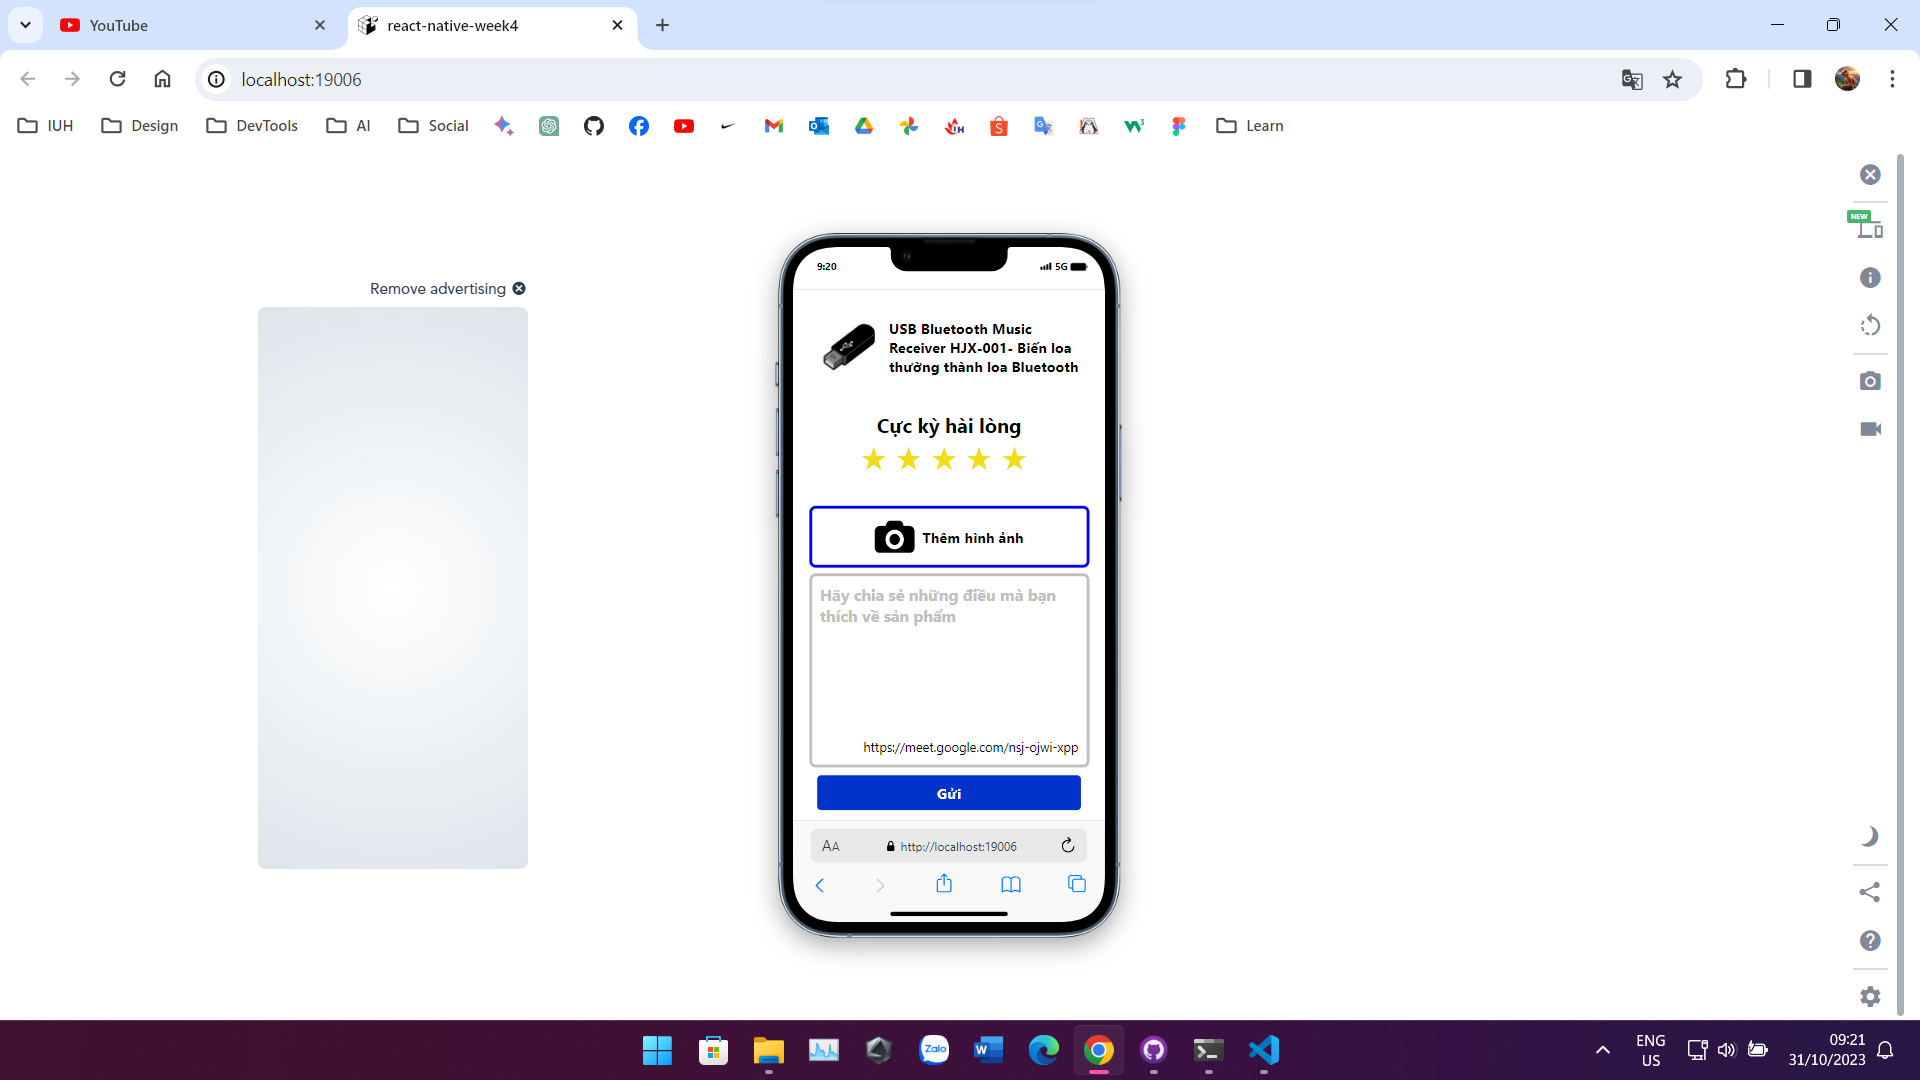 YouTube
react-native-week4
localhost:19006
IUH
Design
DevTools
AI
Social
Learn
NEW
Remove advertising
9:20
5G
USB Bluetooth Music
Receiver HJX-001- Biến loa
thường thành loa Bluetooth
Cực kỳ hài lòng
Thêm hình ảnh
Hãy chia sẻ những điều mà bạn
thích về sản phẩm
https://meet.google.com/nsj-ojwi-xpp
Gửi
AA
http://localhost:19006
Zalo
ENG
US
09:21
31/10/2023